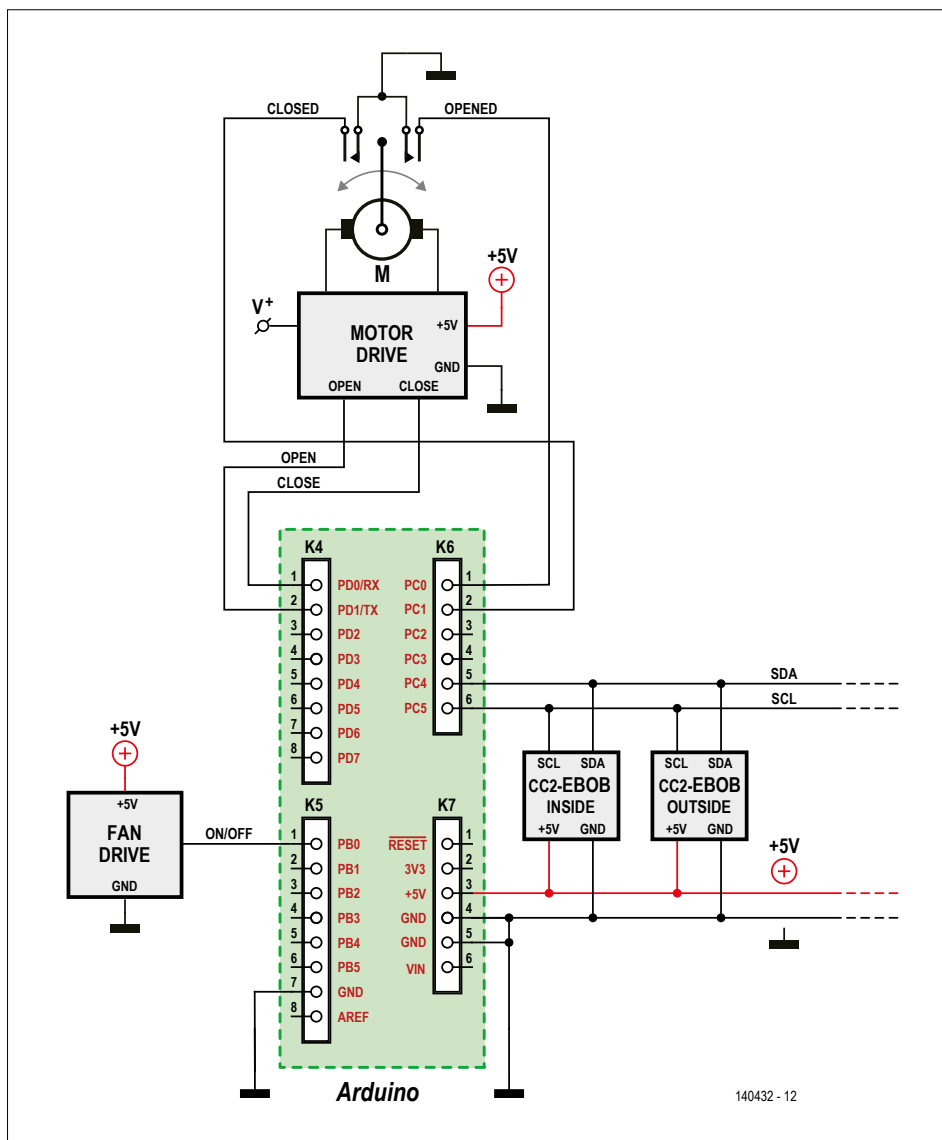 CLOSED
OPENED
M
+5V
V+
MOTOR
DRIVE
+5V
GND
OPEN
CLOSE
OPEN
CLOSE
K4
1 PD0/RX
2 PD1/TX
3 PD2
4 PD3
5 PD4
6 PD5
7 PD6
8 PD7
K6
PC0 1
PC1 2
PC2 3
PC3 4
PC4 5
PC5 6
SDA
SCL
SCL SDA
CC2-EBOB
INSIDE
+5V GND
SCL SDA
CC2-EBOB
OUTSIDE
+5V GND
+5V
+5V
+5V
FAN
DRIVE
GND
ON/OFF
K5
1 PB0
2 PB1
3 PB2
4 PB3
5 PB4
6 PB5
7 GND
8 AREF
K7
RESET 1
3V3 2
+5V 3
GND 4
GND 5
VIN 6
Arduino
140432 - 12